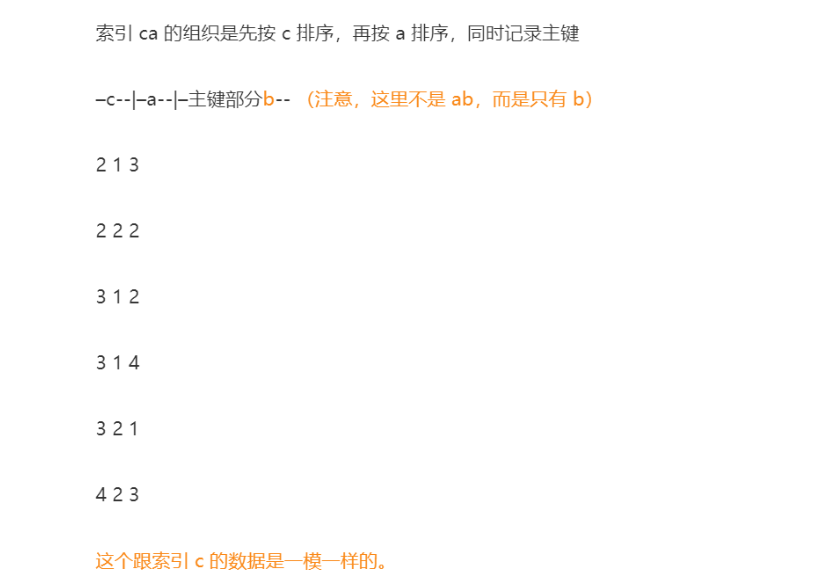 索引 ca 的组织是先按 c 排序，再按 a 排序，同时记录主键
–c--|–a--|–主键部分b-- （注意，这里不是 ab，而是只有 b）
2 1 3
2 2 2
3 1 2
3 1 4
3 2 1
4 2 3
这个跟索引 c 的数据是一模一样的。